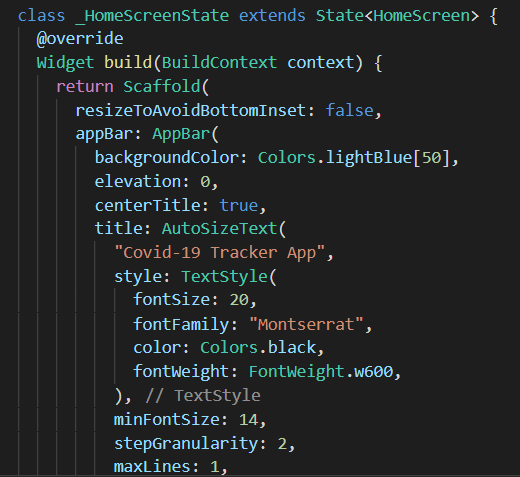 class _HomeScreenState extends State<HomeScreen> {
  @override
  Widget build(BuildContext context) {
    return Scaffold(
      resizeToAvoidBottomInset: false,
      appBar: AppBar(
        backgroundColor: Colors.lightBlue[50],
        elevation: 0,
        centerTitle: true,
        title: AutoSizeText(
          "Covid-19 Tracker App",
          style: TextStyle(
            fontSize: 20,
            fontFamily: "Montserrat",
            color: Colors.black,
            fontWeight: FontWeight.w600,
          ), // TextStyle
          minFontSize: 14,
          stepGranularity: 2,
          maxLines: 1,